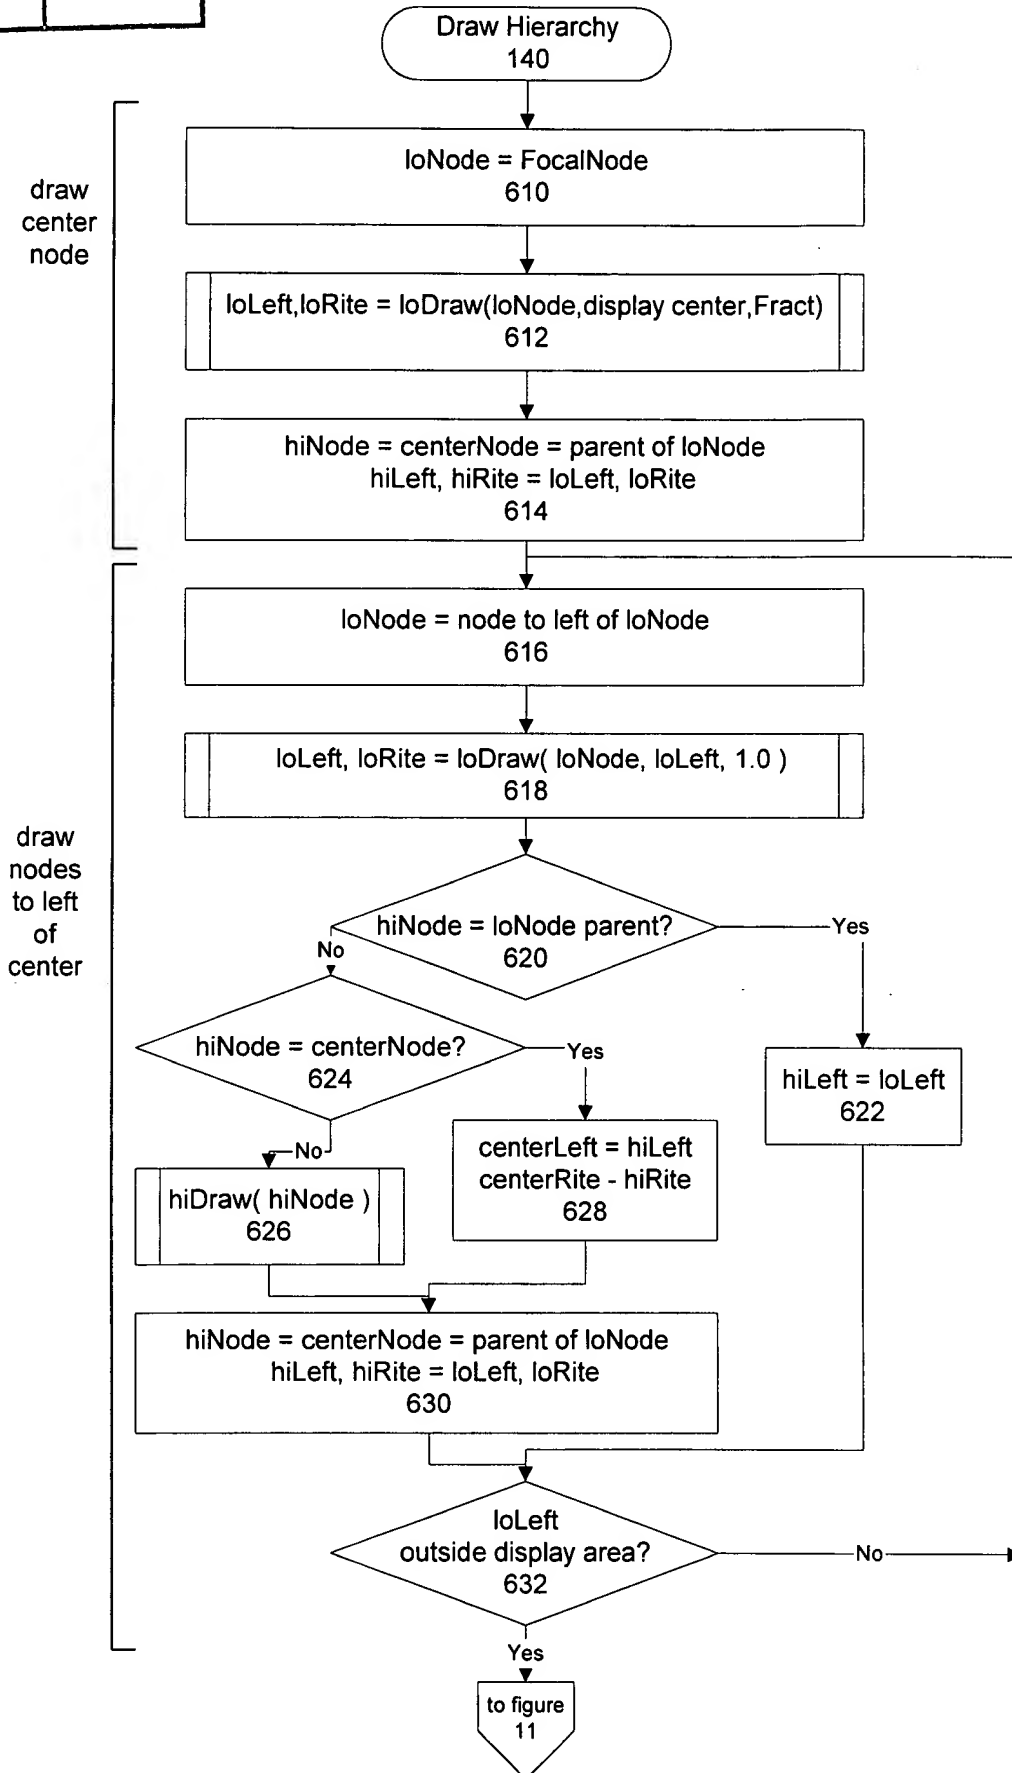 Draw Hierarchy
140
draw
center
node
loNode = FocalNode
610
loLeft,loRite = loDraw(loNode,display center,Fract)
612
hiNode = centerNode = parent of loNode
hiLeft, hiRite = loLeft, loRite
614
draw
nodes
to left
of
center
loNode = node to left of loNode
616
loLeft, loRite = loDraw( loNode, loLeft, 1.0 )
618
hiNode = loNode parent?
620
Yes
No
hiNode = centerNode?
624
Yes
hiLeft = loLeft
622
No
centerLeft = hiLeft
centerRite - hiRite
628
hiDraw( hiNode )
626
hiNode = centerNode = parent of loNode
hiLeft, hiRite = loLeft, loRite
630
loLeft
outside display area?
632
No
Yes
to figure
11